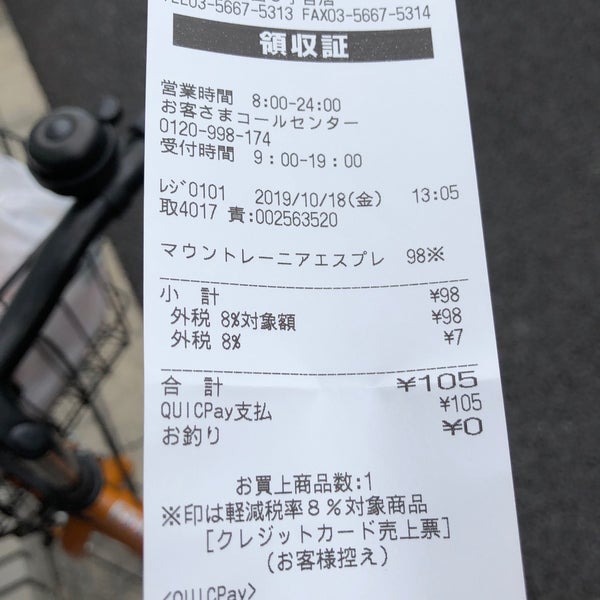 TEL03-5667-5313 FAX03-5667-5314
領収証
営業時間 8:00-24:00
お客さまコールセンター
0120-998-174
受付時間 9:00-19:00
レジ0101 2019/10/18(金) 13:05
取4017 責:002563520
マウントレーニアエスプレ 98※
小 計 ¥98
外税 8%対象額 ¥98
外税 8% ¥7
合 計 ¥105
QUICPay支払 ¥105
お釣り ¥0
お買上商品数:1
※印は軽減税率8%対象商品
[クレジットカード売上票]
(お客様控え)
<QUICPay>